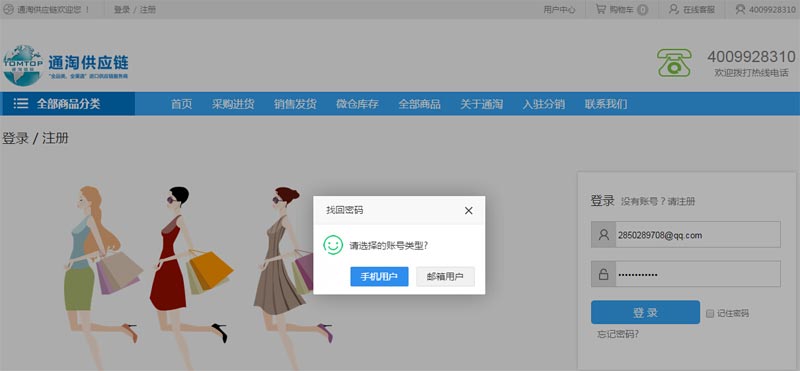 通淘供应链欢迎您！ 登录 / 注册 用户中心 购物车 0 在线客服 4009928310
TOMTOP
通淘国际
通淘供应链
"全品类、全渠道"进口供应链服务商
4009928310
欢迎拨打热线电话
全部商品分类 首页 采购进货 销售发货 微仓库存 全部商品 关于通淘 入驻分销 联系我们
登录 / 注册
找回密码
请选择的账号类型?
手机用户 邮箱用户
登录 没有账号？请注册
2850289708@qq.com
••••••••••••
登 录 记住密码
忘记密码?